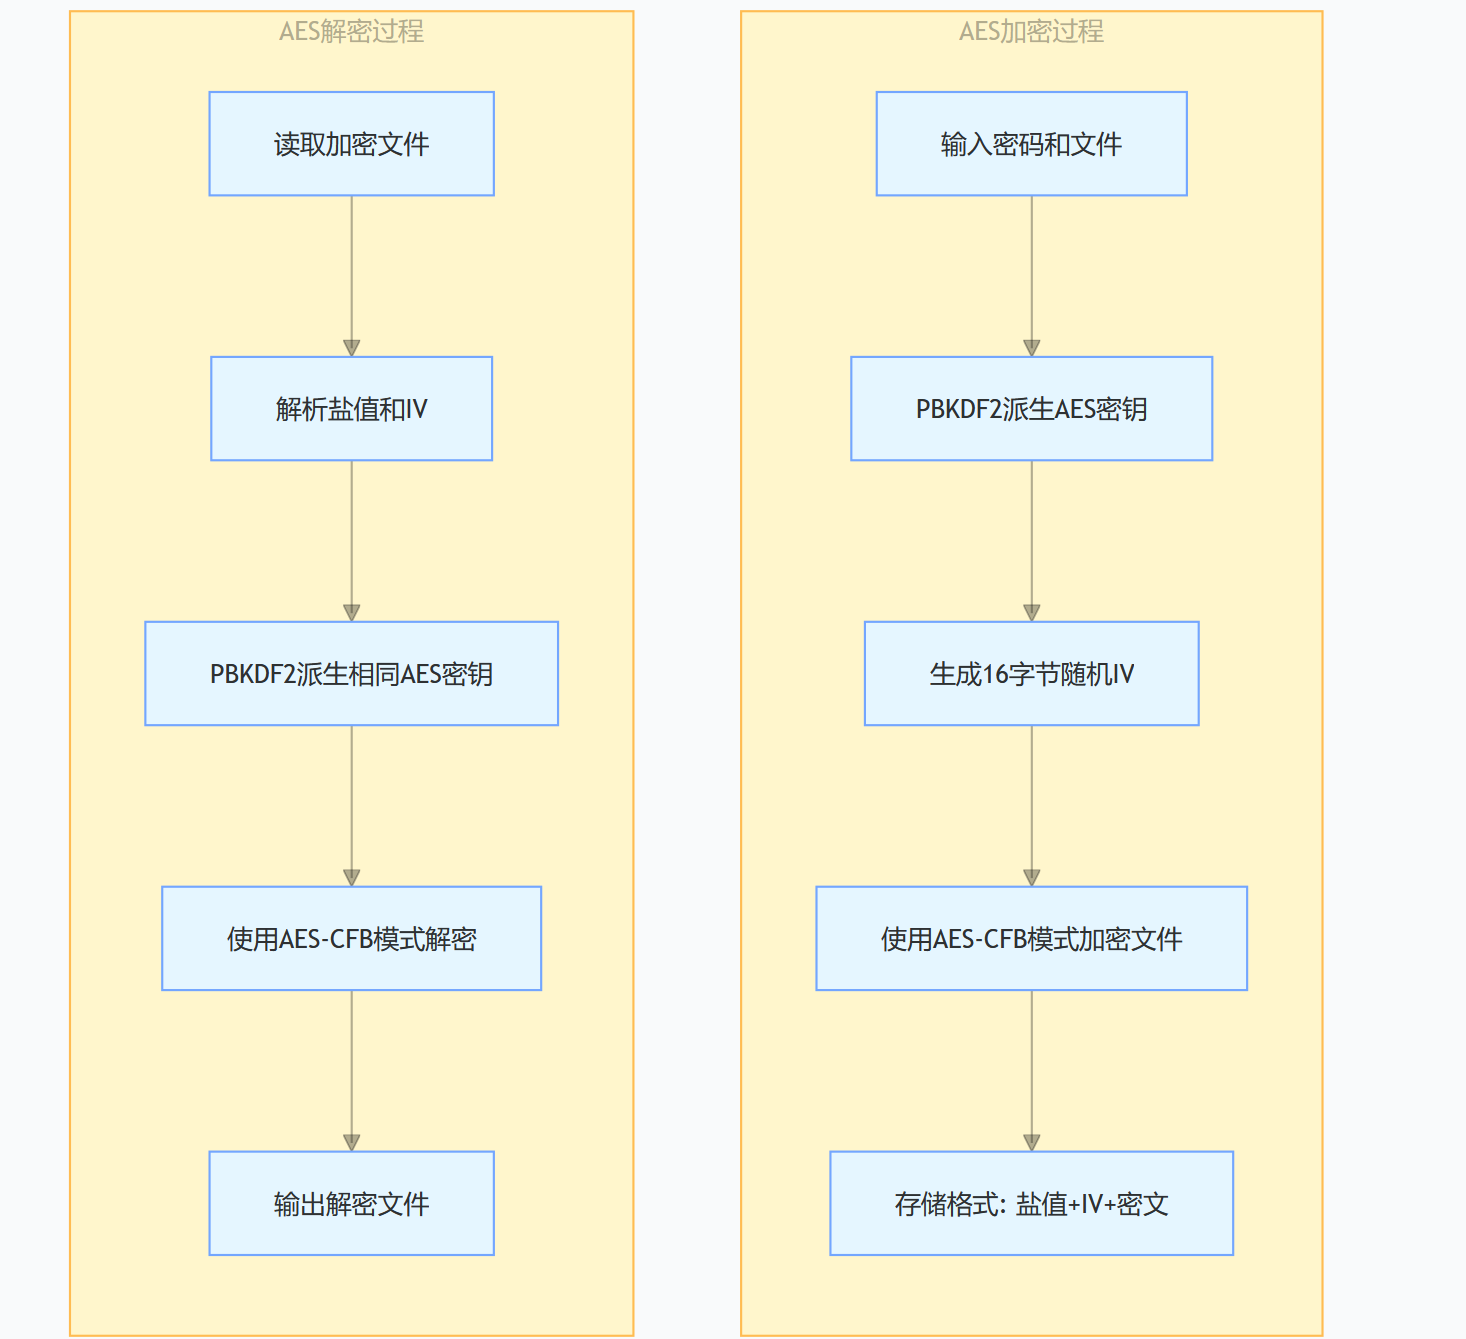 AES解密过程
读取加密文件
解析盐值和IV
PBKDF2派生相同AES密钥
使用AES-CFB模式解密
输出解密文件
AES加密过程
输入密码和文件
PBKDF2派生AES密钥
生成16字节随机IV
使用AES-CFB模式加密文件
存储格式: 盐值+IV+密文